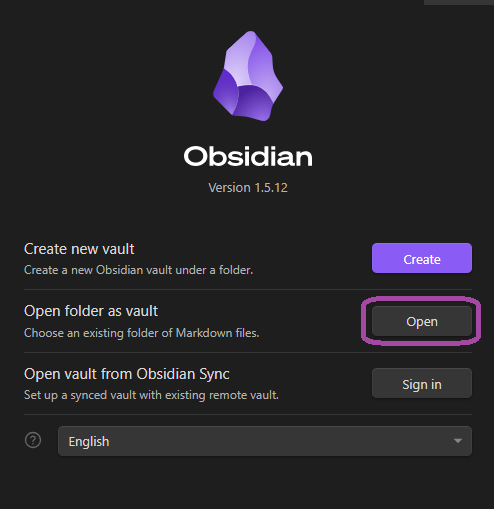 Obsidian
Version 1.5.12
Create new vault
Create a new Obsidian vault under a folder.
Create
Open folder as vault
Choose an existing folder of Markdown files.
Open
Open vault from Obsidian Sync
Set up a synced vault with existing remote vault.
Sign in
?
English